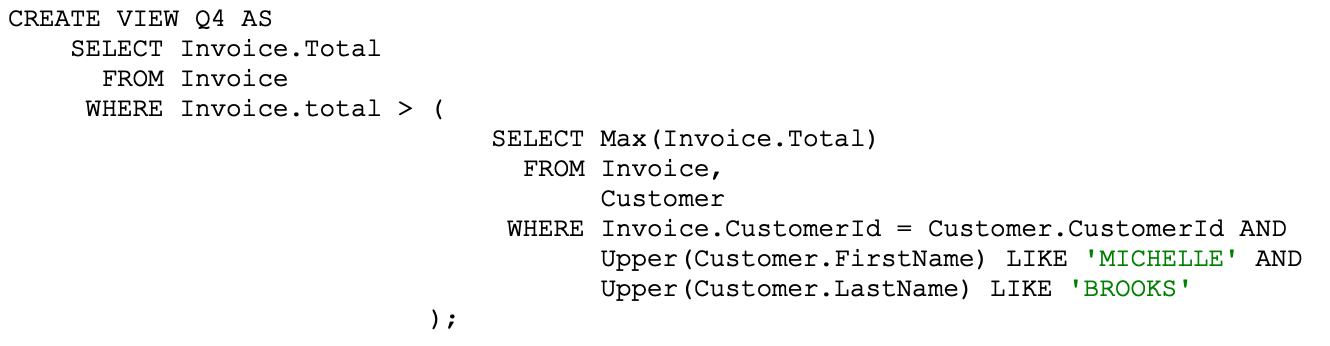 CREATE VIEW Q4 AS
SELECT Invoice.Total
FROM Invoice
WHERE Invoice.total > (
SELECT Max(Invoice.Total)
FROM Invoice,
Customer
WHERE Invoice.CustomerId = Customer.CustomerId AND
Upper(Customer.FirstName) LIKE 'MICHELLE' AND
Upper(Customer.LastName) LIKE 'BROOKS'
);